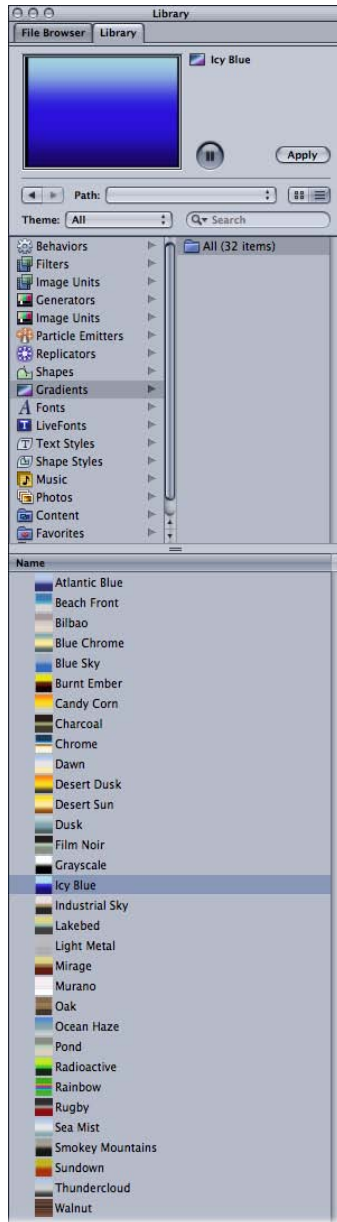 Library
File Browser Library
Icy Blue
Apply
Path:
Theme: All
Search
Behaviors
Filters
Image Units
Generators
Image Units
Particle Emitters
Replicators
Shapes
Gradients
Fonts
LiveFonts
Text Styles
Shape Styles
Music
Photos
Content
Favorites
All (32 items)
Name
Atlantic Blue
Beach Front
Bilbao
Blue Chrome
Blue Sky
Burnt Ember
Candy Corn
Charcoal
Chrome
Dawn
Desert Dusk
Desert Sun
Dusk
Film Noir
Grayscale
Icy Blue
Industrial Sky
Lakebed
Light Metal
Mirage
Murano
Oak
Ocean Haze
Pond
Radioactive
Rainbow
Rugby
Sea Mist
Smokey Mountains
Sundown
Thundercloud
Walnut